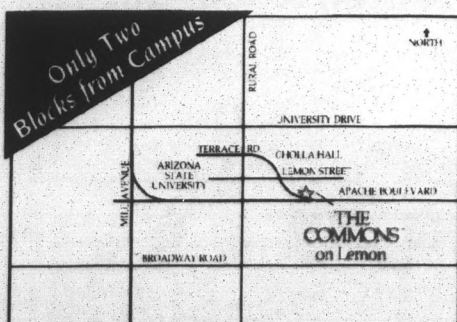 Only Two
Blocks from Campus
RURAL ROAD
NORTH
UNIVERSITY DRIVE
TERRACE RD.
CHOLLA HALL
ARIZONA
STATE
UNIVERSITY
LEMON STREET
MILL AVENUE
APACHE BOULEVARD
THE
COMMONS
on Lemon
BROADWAY ROAD